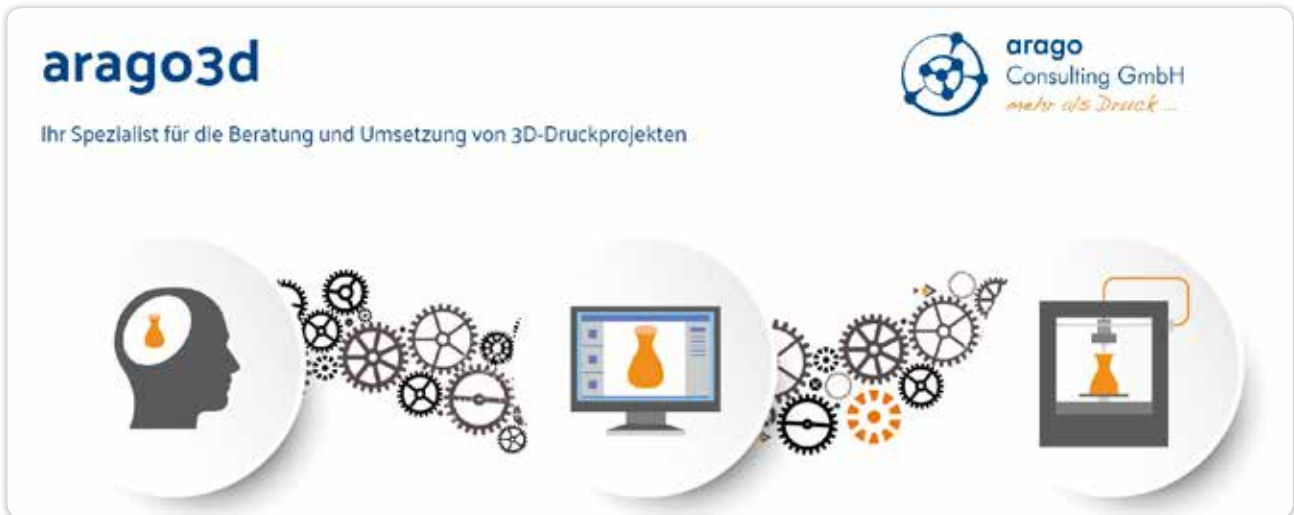 arago3d
Ihr Spezialist für die Beratung und Umsetzung von 3D-Druckprojekten
arago
Consulting GmbH
mehr als Druck ...